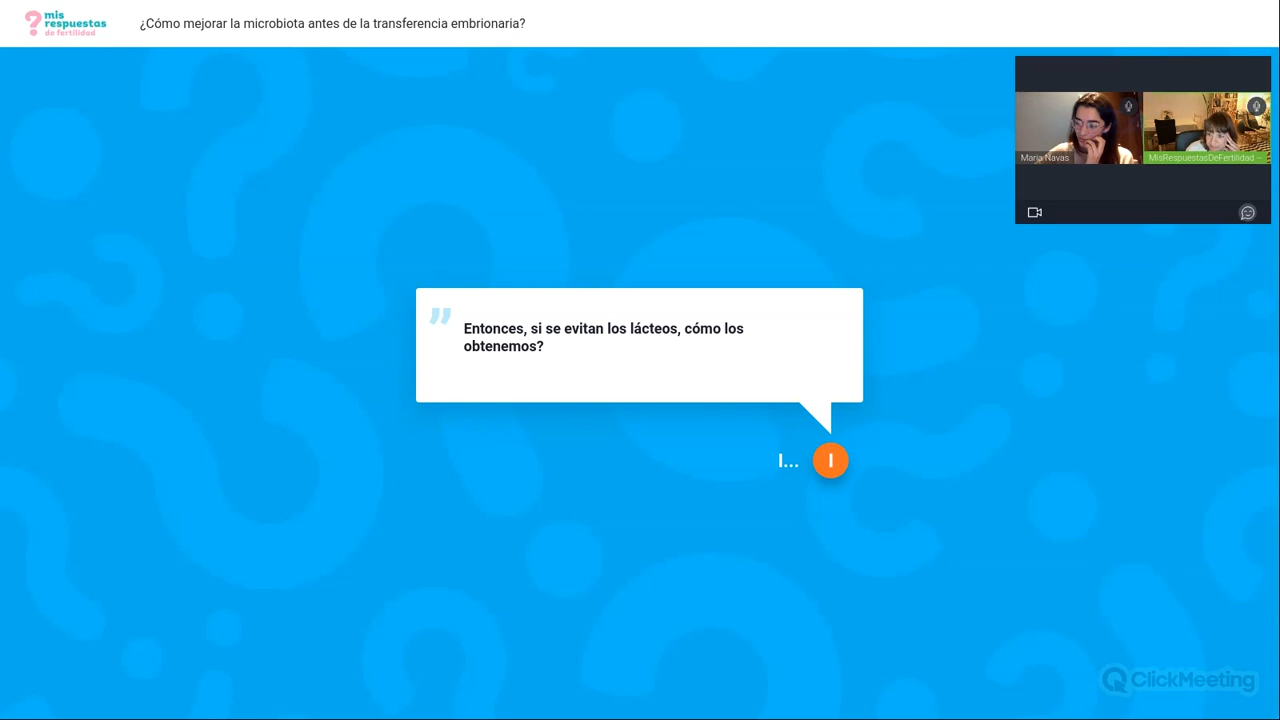 mis
respuestas
de fertilidad
¿Cómo mejorar la microbiota antes de la transferencia embrionaria?
María Navas
MisRespuestasDeFertilidad –
Entonces, si se evitan los lácteos, cómo los
obtenemos?
I...
I
ClickMeeting